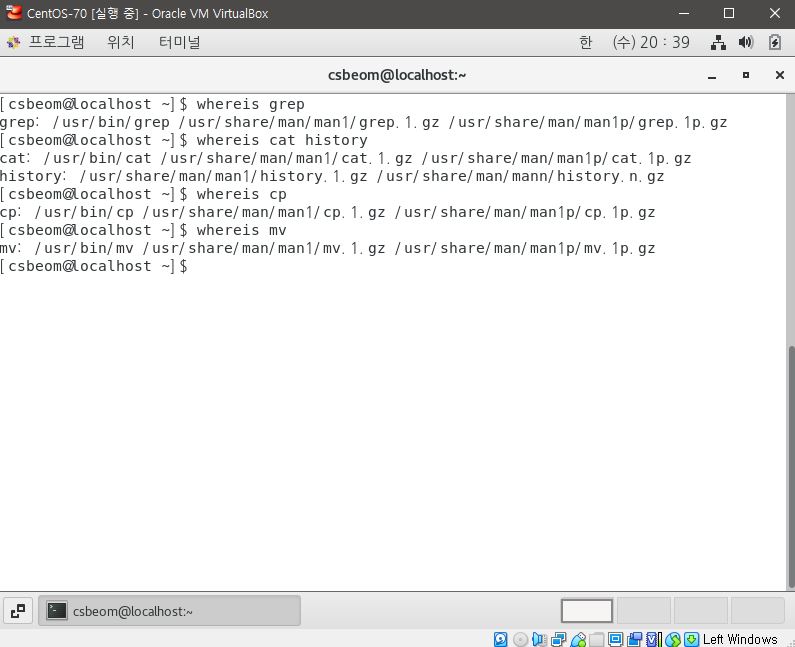 CentOS-70 [실행 중] - Oracle VM VirtualBox
프로그램 위치 터미널 한 (수) 20 : 39
csbeom@localhost:~
[csbeom@localhost ~]$ whereis grep
grep: /usr/bin/grep /usr/share/man/man1/grep.1.gz /usr/share/man/man1p/grep.1p.gz
[csbeom@localhost ~]$ whereis cat history
cat: /usr/bin/cat /usr/share/man/man1/cat.1.gz /usr/share/man/man1p/cat.1p.gz
history: /usr/share/man/man1/history.1.gz /usr/share/man/mann/history.n.gz
[csbeom@localhost ~]$ whereis cp
cp: /usr/bin/cp /usr/share/man/man1/cp.1.gz /usr/share/man/man1p/cp.1p.gz
[csbeom@localhost ~]$ whereis mv
mv: /usr/bin/mv /usr/share/man/man1/mv.1.gz /usr/share/man/man1p/mv.1p.gz
[csbeom@localhost ~]$
csbeom@localhost:~
Left Windows